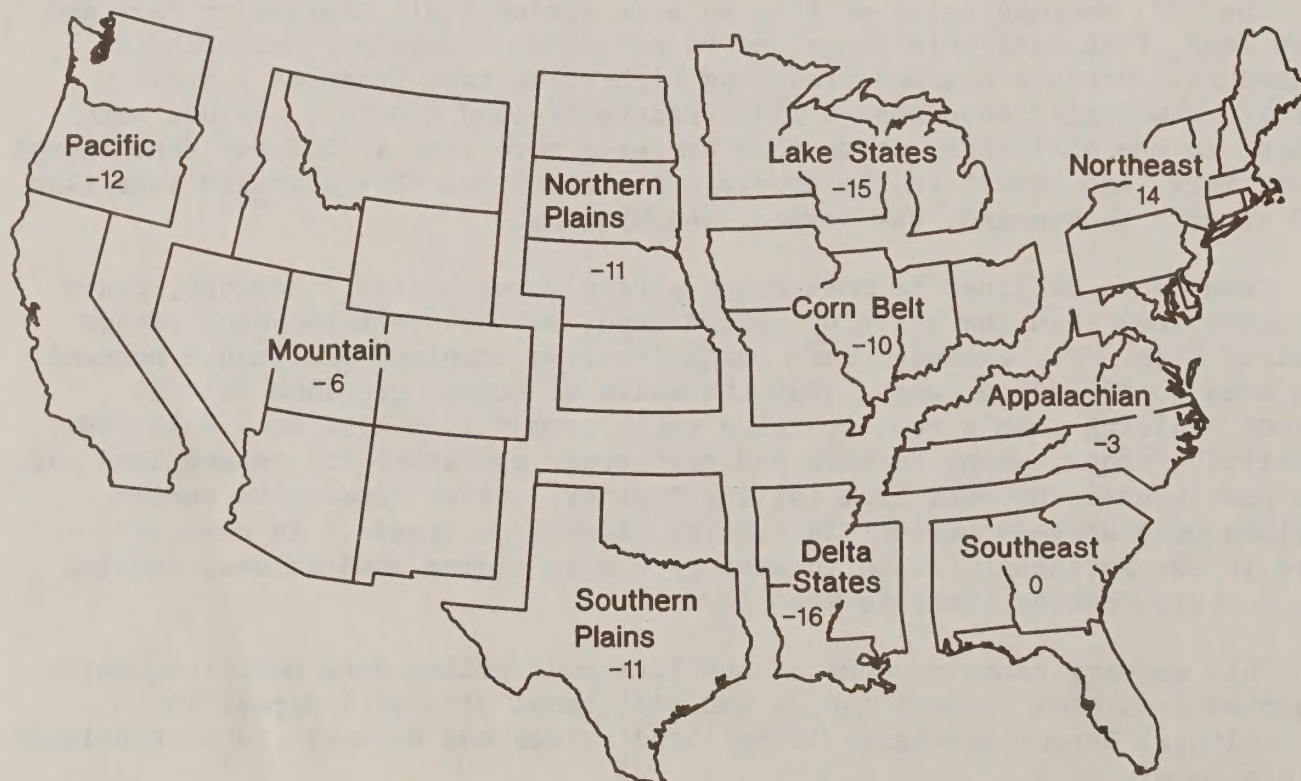 Pacific
-12
Mountain
-6
Northern
Plains
-11
Southern
Plains
-11
Lake States
-15
Corn Belt
-10
Delta
States
-16
Northeast
14
Appalachian
-3
Southeast
0